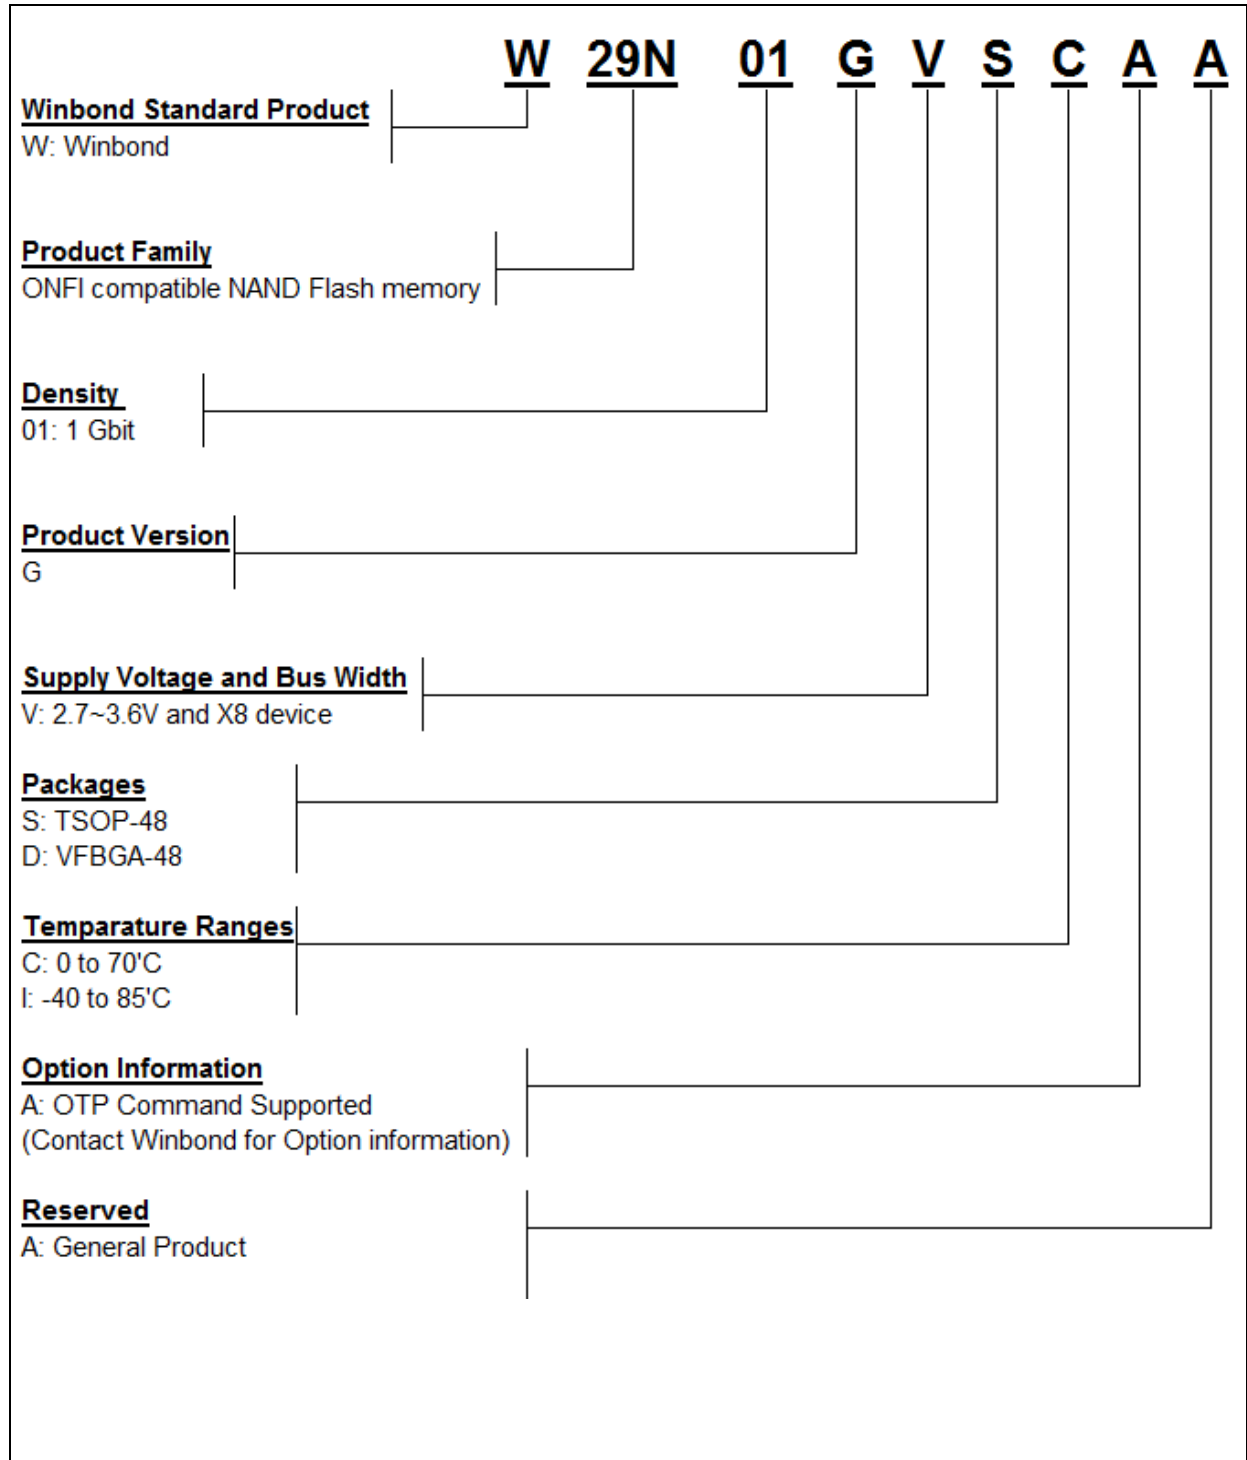 W 29N 01 G V S C A A
Winbond Standard Product
W: Winbond
Product Family
ONFI compatible NAND Flash memory
Density
01: 1 Gbit
Product Version
G
Supply Voltage and Bus Width
V: 2.7~3.6V and X8 device
Packages
S: TSOP-48
D: VFBGA-48
Temparature Ranges
C: 0 to 70'C
I: -40 to 85'C
Option Information
A: OTP Command Supported
(Contact Winbond for Option information)
Reserved
A: General Product